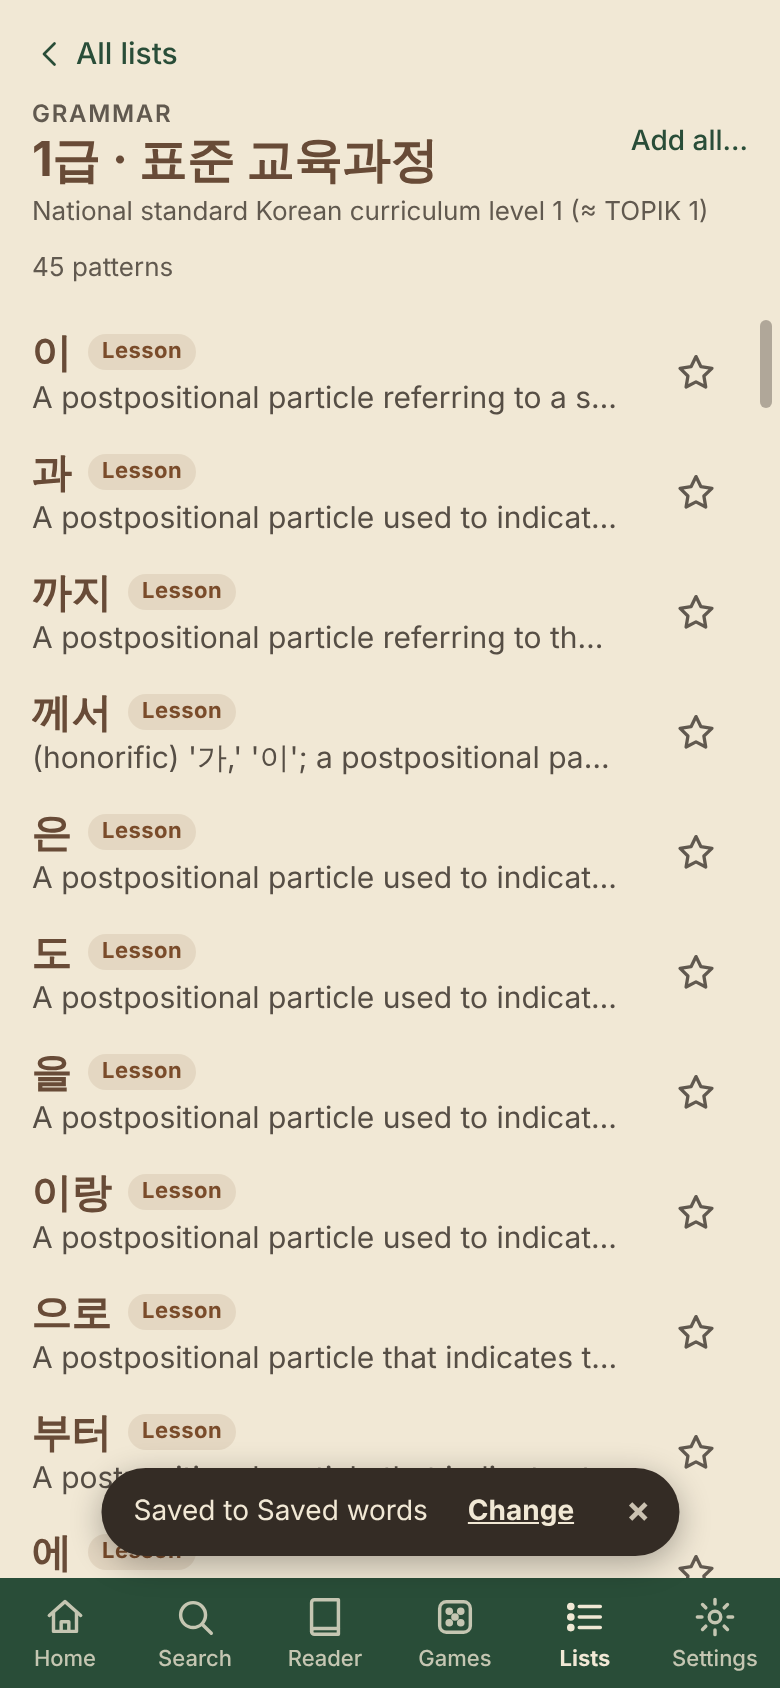 All lists
GRAMMAR
1급 · 표준 교육과정
Add all...
National standard Korean curriculum level 1 (≈ TOPIK 1)
45 patterns
이 Lesson
A postpositional particle referring to a s...
과 Lesson
A postpositional particle used to indicat...
까지 Lesson
A postpositional particle referring to th...
께서 Lesson
(honorific) '가,' '이'; a postpositional pa...
은 Lesson
A postpositional particle used to indicat...
도 Lesson
A postpositional particle used to indicat...
을 Lesson
A postpositional particle used to indicat...
이랑 Lesson
A postpositional particle used to indicat...
으로 Lesson
A postpositional particle that indicates t...
부터 Lesson
A
Saved to Saved words Change ×
에
Home Search Reader Games Lists Settings